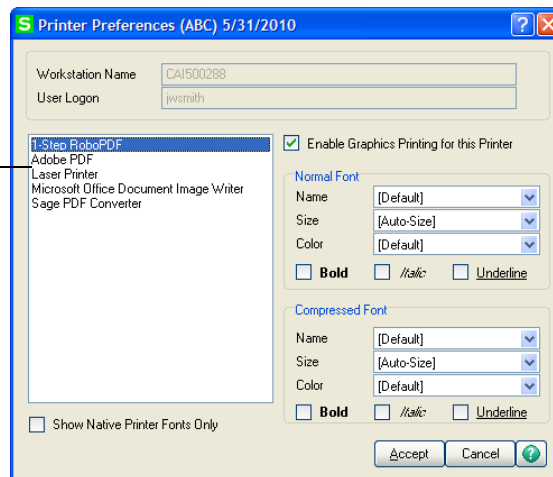 S Printer Preferences (ABC) 5/31/2010
Workstation Name CAI500288
User Logon jwsmith
1-Step RoboPDF
Adobe PDF
Laser Printer
Microsoft Office Document Image Writer
Sage PDF Converter
Show Native Printer Fonts Only
Enable Graphics Printing for this Printer
Normal Font
Name [Default]
Size [Auto-Size]
Color [Default]
Bold Italic Underline
Compressed Font
Name [Default]
Size [Auto-Size]
Color [Default]
Bold Italic Underline
Accept Cancel ?